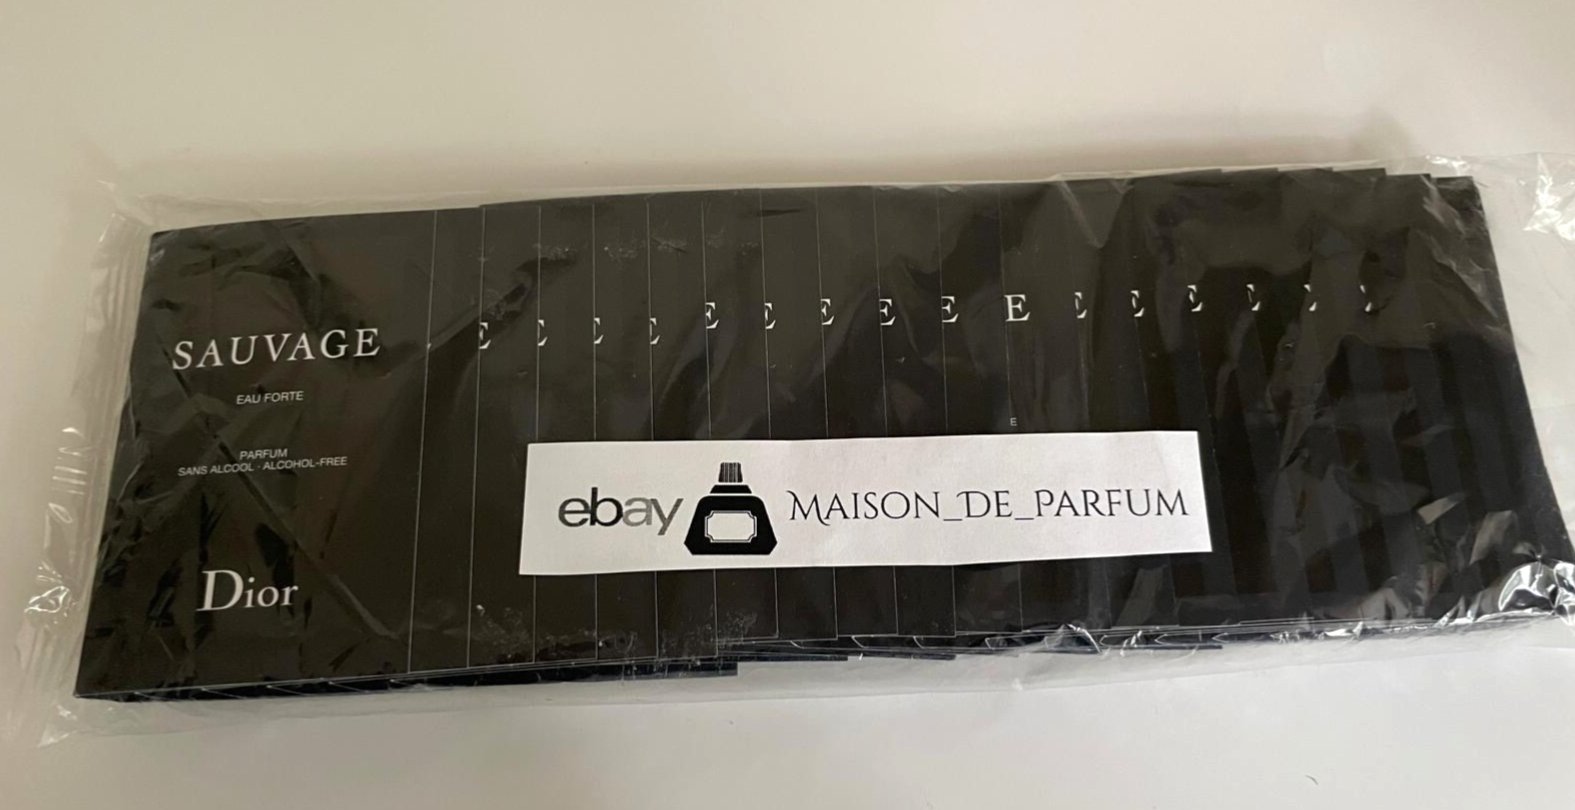 SAUVAGE
EAU FORTE
PARFUM
SANS ALCOOL · ALCOHOL-FREE
Dior
E E E E E E E E E E
E
ebay MAISON_DE_PARFUM